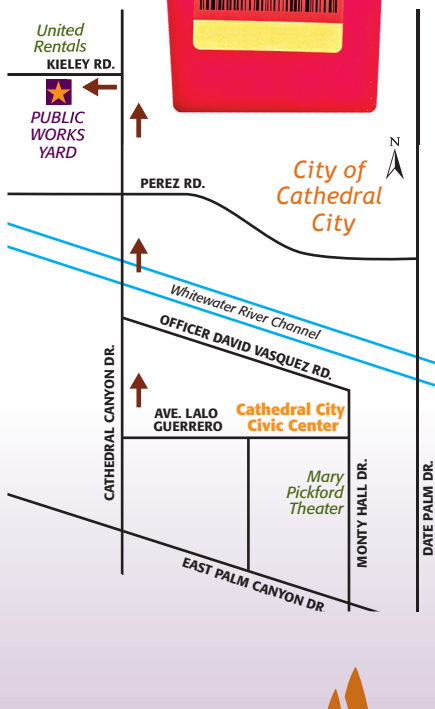 United
Rentals
KIELEY RD.
PUBLIC
WORKS
YARD
N
City of
Cathedral
City
PEREZ RD.
Whitewater River Channel
OFFICER DAVID VASQUEZ RD.
CATHEDRAL CANYON DR.
AVE. LALO
GUERRERO
Cathedral City
Civic Center
Mary
Pickford
Theater
MONTY HALL DR.
DATE PALM DR.
EAST PALM CANYON DR